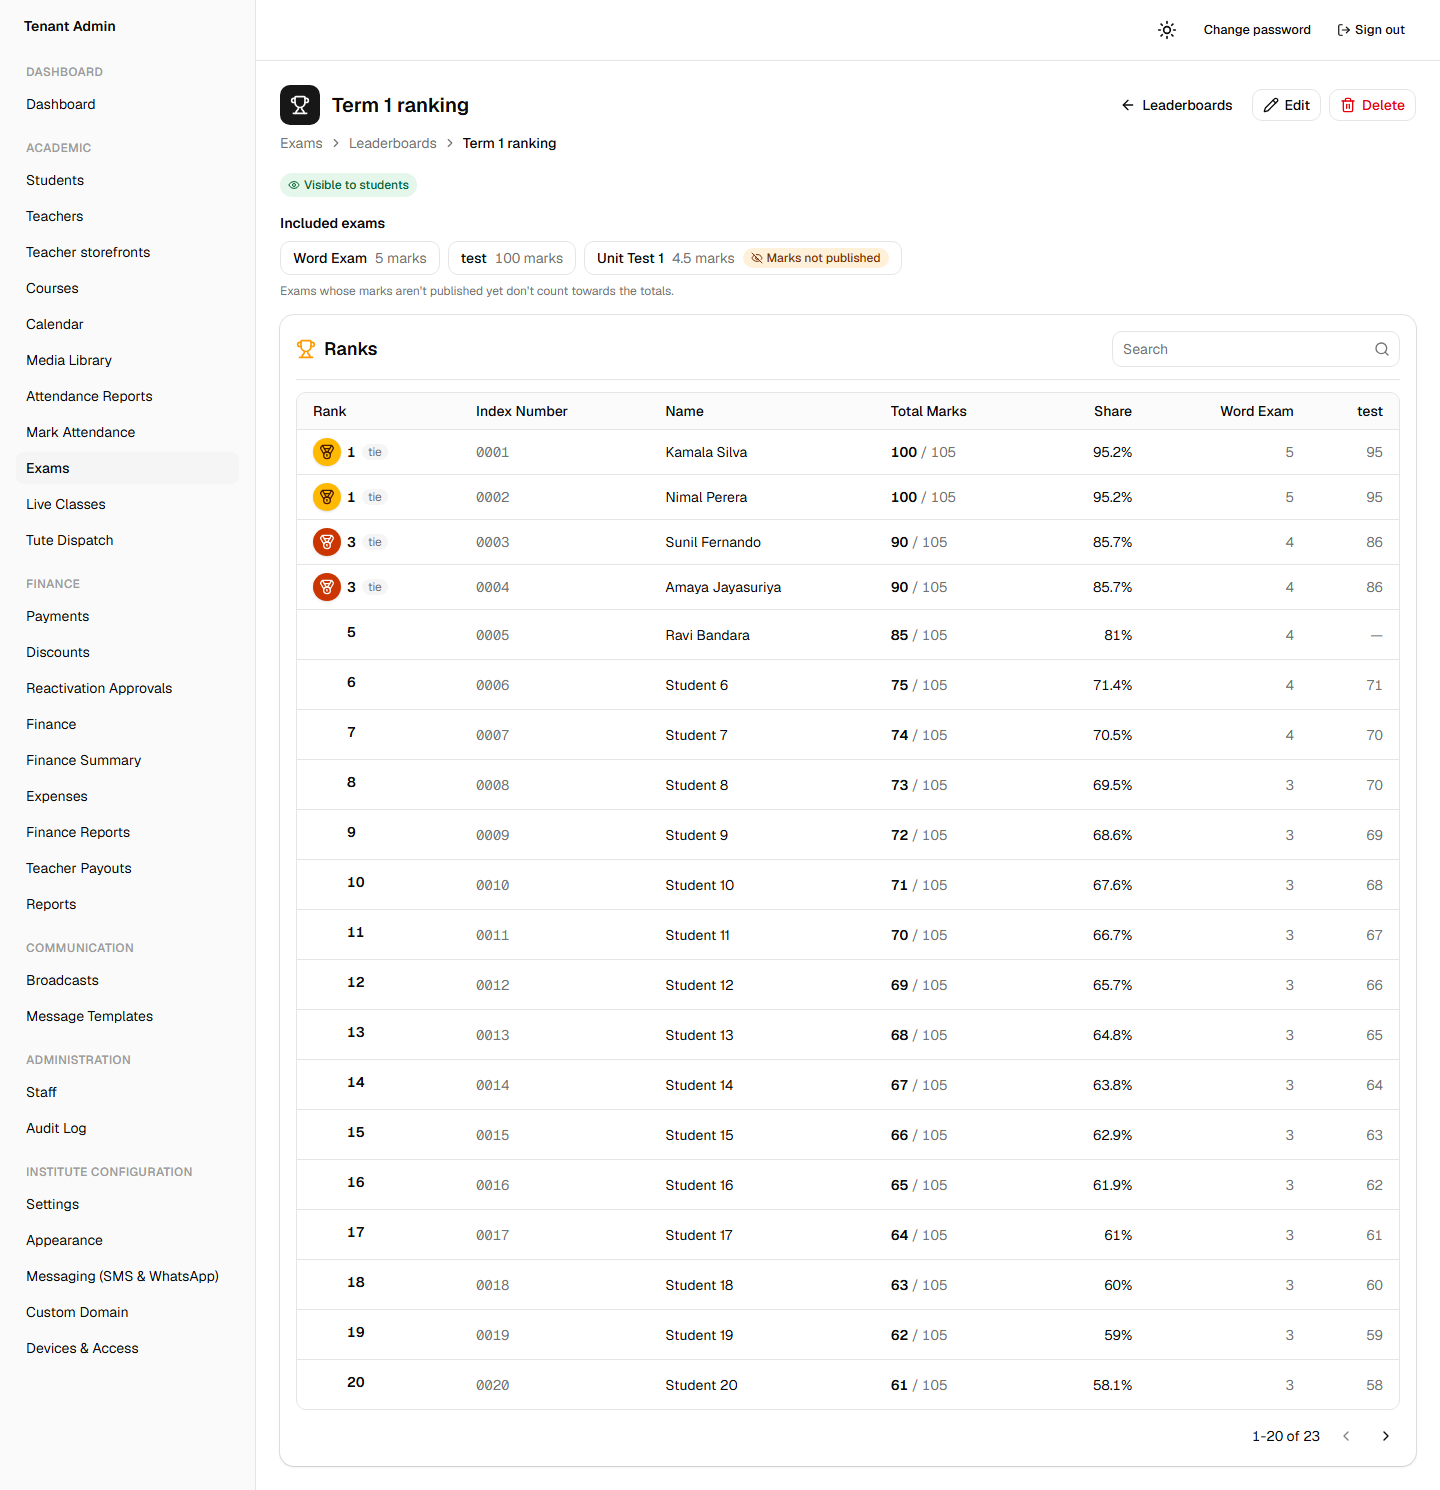 Tenant Admin
Change password
Sign out
DASHBOARD
Dashboard
ACADEMIC
Students
Teachers
Teacher storefronts
Courses
Calendar
Media Library
Attendance Reports
Mark Attendance
Exams
Live Classes
Tute Dispatch
FINANCE
Payments
Discounts
Reactivation Approvals
Finance
Finance Summary
Expenses
Finance Reports
Teacher Payouts
Reports
COMMUNICATION
Broadcasts
Message Templates
ADMINISTRATION
Staff
Audit Log
INSTITUTE CONFIGURATION
Settings
Appearance
Messaging (SMS & WhatsApp)
Custom Domain
Devices & Access
Term 1 ranking
Leaderboards Edit Delete
Exams > Leaderboards > Term 1 ranking
Visible to students
Included exams
Word Exam 5 marks test 100 marks Unit Test 1 4.5 marks Marks not published
Exams whose marks aren't published yet don't count towards the totals.
Ranks
Search
Rank Index Number Name Total Marks Share Word Exam test
1 tie 0001 Kamala Silva 100 / 105 95.2% 5 95
1 tie 0002 Nimal Perera 100 / 105 95.2% 5 95
3 tie 0003 Sunil Fernando 90 / 105 85.7% 4 86
3 tie 0004 Amaya Jayasuriya 90 / 105 85.7% 4 86
5 0005 Ravi Bandara 85 / 105 81% 4 —
6 0006 Student 6 75 / 105 71.4% 4 71
7 0007 Student 7 74 / 105 70.5% 4 70
8 0008 Student 8 73 / 105 69.5% 3 70
9 0009 Student 9 72 / 105 68.6% 3 69
10 0010 Student 10 71 / 105 67.6% 3 68
11 0011 Student 11 70 / 105 66.7% 3 67
12 0012 Student 12 69 / 105 65.7% 3 66
13 0013 Student 13 68 / 105 64.8% 3 65
14 0014 Student 14 67 / 105 63.8% 3 64
15 0015 Student 15 66 / 105 62.9% 3 63
16 0016 Student 16 65 / 105 61.9% 3 62
17 0017 Student 17 64 / 105 61% 3 61
18 0018 Student 18 63 / 105 60% 3 60
19 0019 Student 19 62 / 105 59% 3 59
20 0020 Student 20 61 / 105 58.1% 3 58
1-20 of 23